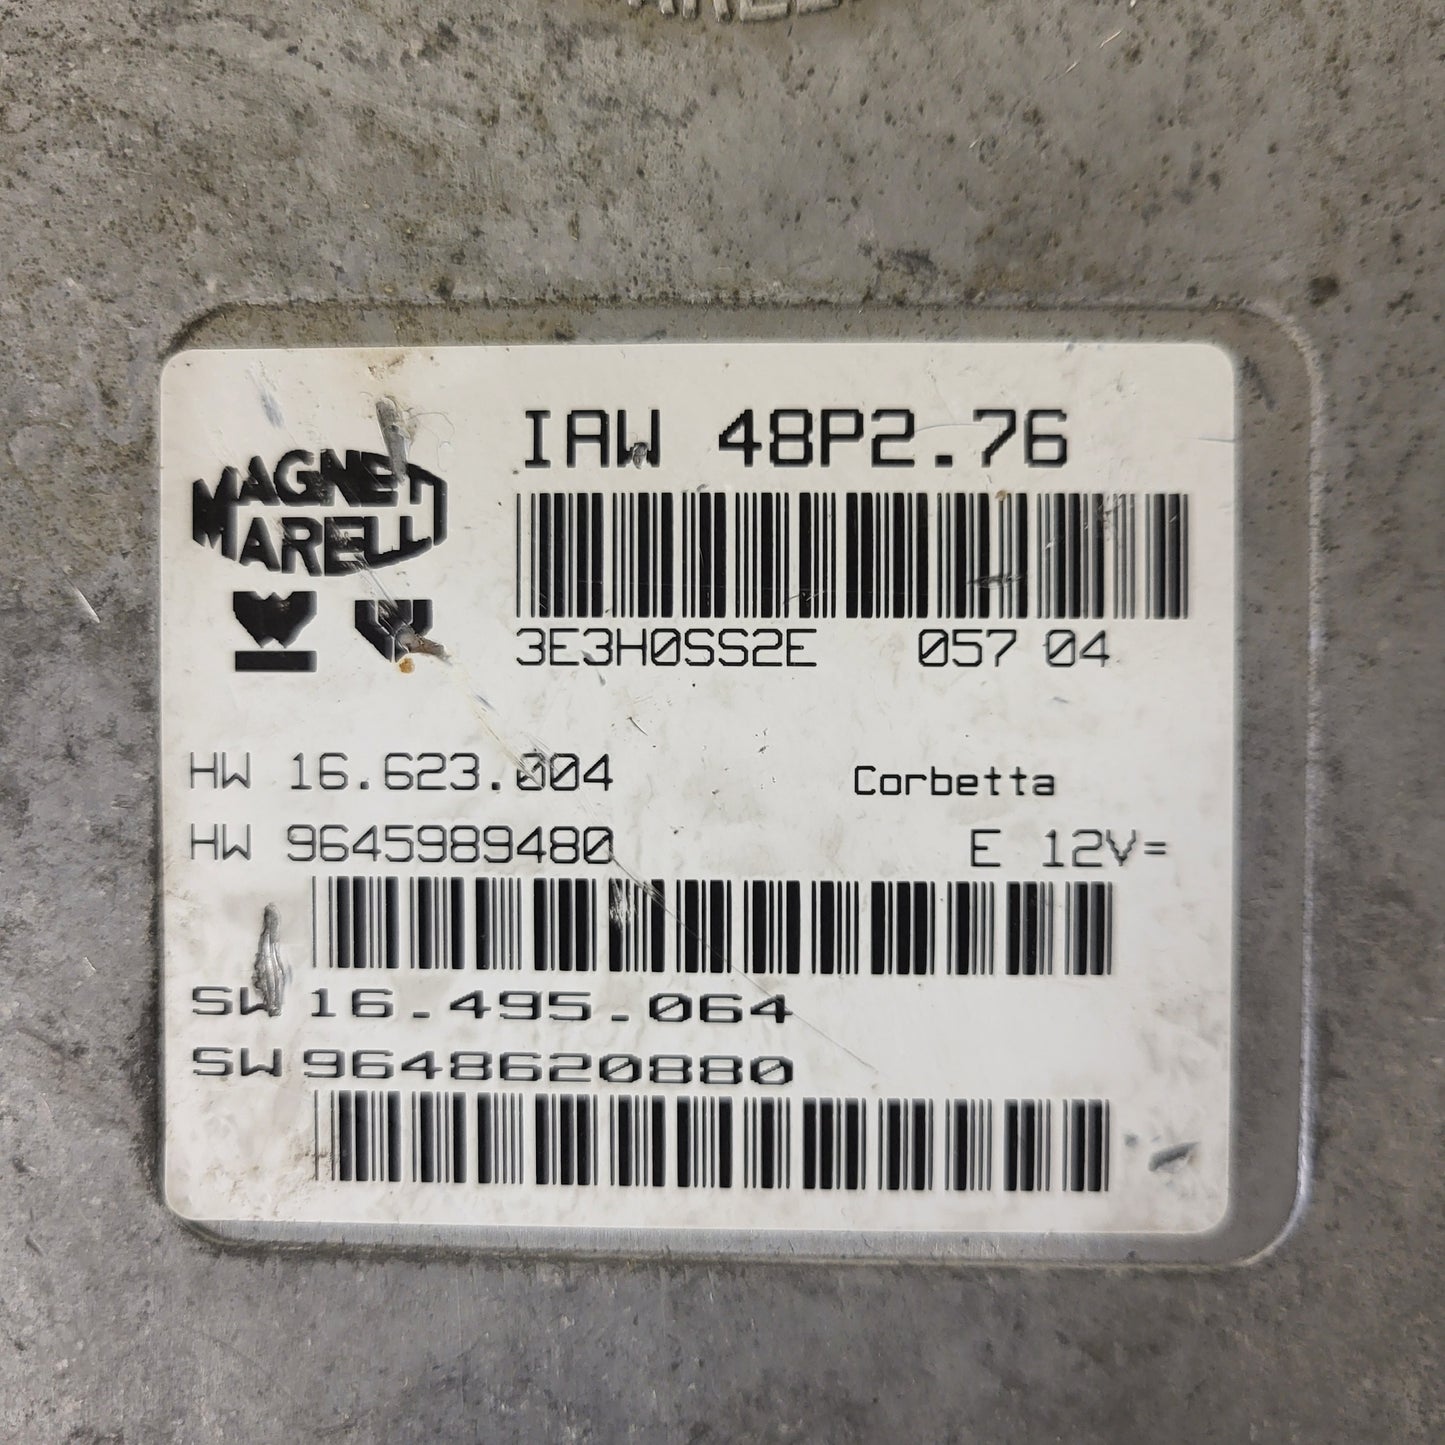 MAGNETI
MARELLI
IAW 48P2.76
3E3H0SS2E 057 04
HW 16.623.004
Corbetta
HW 9645989480
E 12V=
SW 16.495.064
SW 9648620880